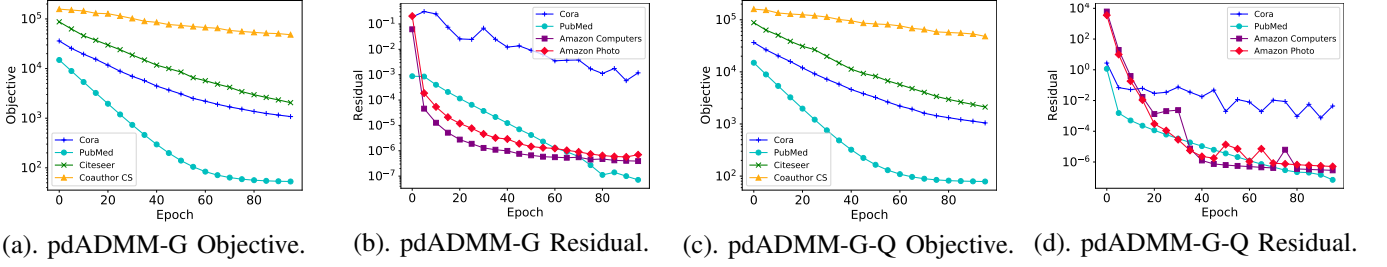 10⁵
10⁴
10³
10²
Objective
Cora
PubMed
Citeseer
Coauthor CS
0 20 40 60 80
Epoch
10⁻¹
10⁻²
10⁻³
10⁻⁴
10⁻⁵
10⁻⁶
10⁻⁷
Residual
Cora
PubMed
Amazon Computers
Amazon Photo
0 20 40 60 80
Epoch
10⁵
10⁴
10³
10²
Objective
Cora
PubMed
Citeseer
Coauthor CS
0 20 40 60 80
Epoch
10⁴
10²
10⁰
10⁻²
10⁻⁴
10⁻⁶
Residual
Cora
PubMed
Amazon Computers
Amazon Photo
0 20 40 60 80
Epoch
(a). pdADMM-G Objective.
(b). pdADMM-G Residual.
(c). pdADMM-G-Q Objective.
(d). pdADMM-G-Q Residual.